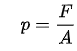 p = F/A